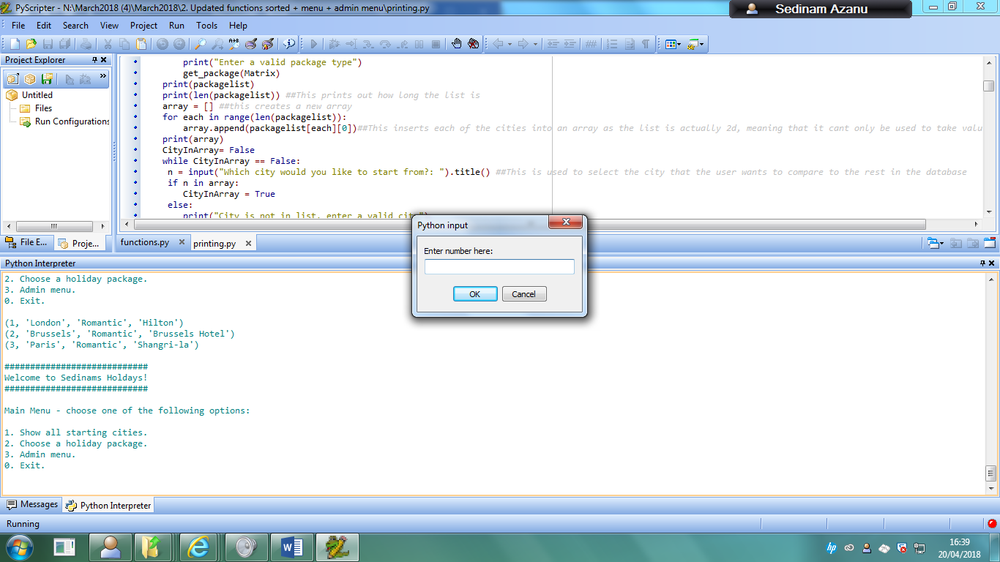 PyScripter - N:\March2018 (4)\March2018\2. Updated functions sorted + menu + admin menu\printing.py
Sedinam Azanu
File Edit Search View Project Run Tools Help
Project Explorer
Untitled
Files
Run Configurations
File E... Proje...
print("Enter a valid package type")
get_package(Matrix)
print(packagelist)
print(len(packagelist)) ##This prints out how long the list is
array = [] ##this creates a new array
for each in range(len(packagelist)):
array.append(packagelist[each][0])##This inserts each of the cities into an array as the list is actually 2d, meaning that it cant only be used to take valu
print(array)
CityInArray= False
while CityInArray == False:
n = input("Which city would you like to start from?: ").title() ##This is used to select the city that the user wants to compare to the rest in the database
if n in array:
CityInArray = True
else:
print("City is not in list, enter a valid cit
functions.py printing.py
Python input
Enter number here:
OK Cancel
Python Interpreter
2. Choose a holiday package.
3. Admin menu.
0. Exit.
(1, 'London', 'Romantic', 'Hilton')
(2, 'Brussels', 'Romantic', 'Brussels Hotel')
(3, 'Paris', 'Romantic', 'Shangri-la')
############################
Welcome to Sedinams Holdays!
############################
Main Menu - choose one of the following options:
1. Show all starting cities.
2. Choose a holiday package.
3. Admin menu.
0. Exit.
Messages Python Interpreter
Running
hp
16:39
20/04/2018